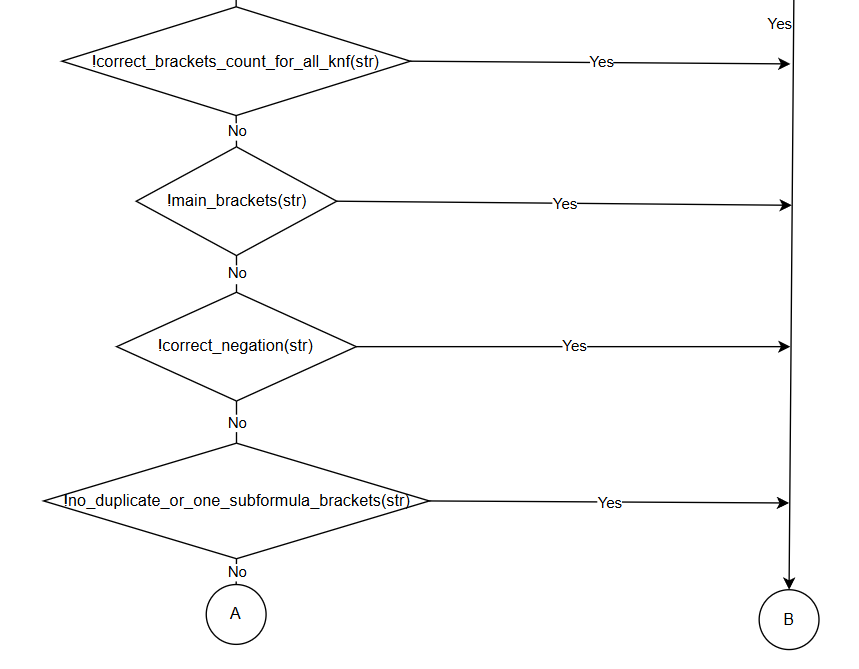 Yes
!correct_brackets_count_for_all_knf(str)
Yes
No
!main_brackets(str)
Yes
No
!correct_negation(str)
Yes
No
!no_duplicate_or_one_subformula_brackets(str)
Yes
No
A
B